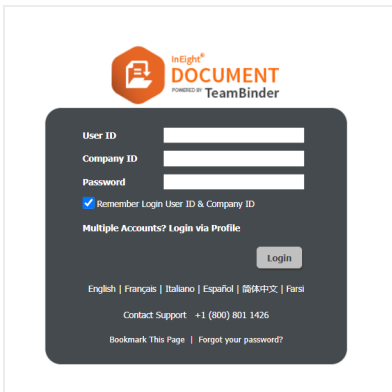 InEight®
DOCUMENT
POWERED BY TeamBinder
User ID
Company ID
Password
Remember Login User ID & Company ID
Multiple Accounts? Login via Profile
Login
English | Français | Italiano | Español | 简体中文 | Farsi
Contact Support +1 (800) 801 1426
Bookmark This Page | Forgot your password?